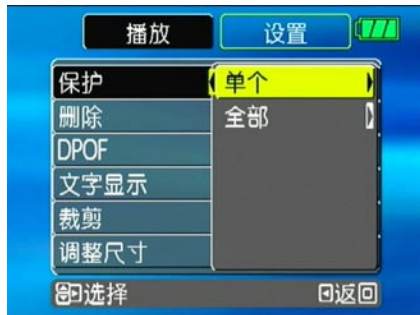 播放 设置
保护 单个
删除 全部
DPOF
文字显示
裁剪
调整尺寸
选择 返回